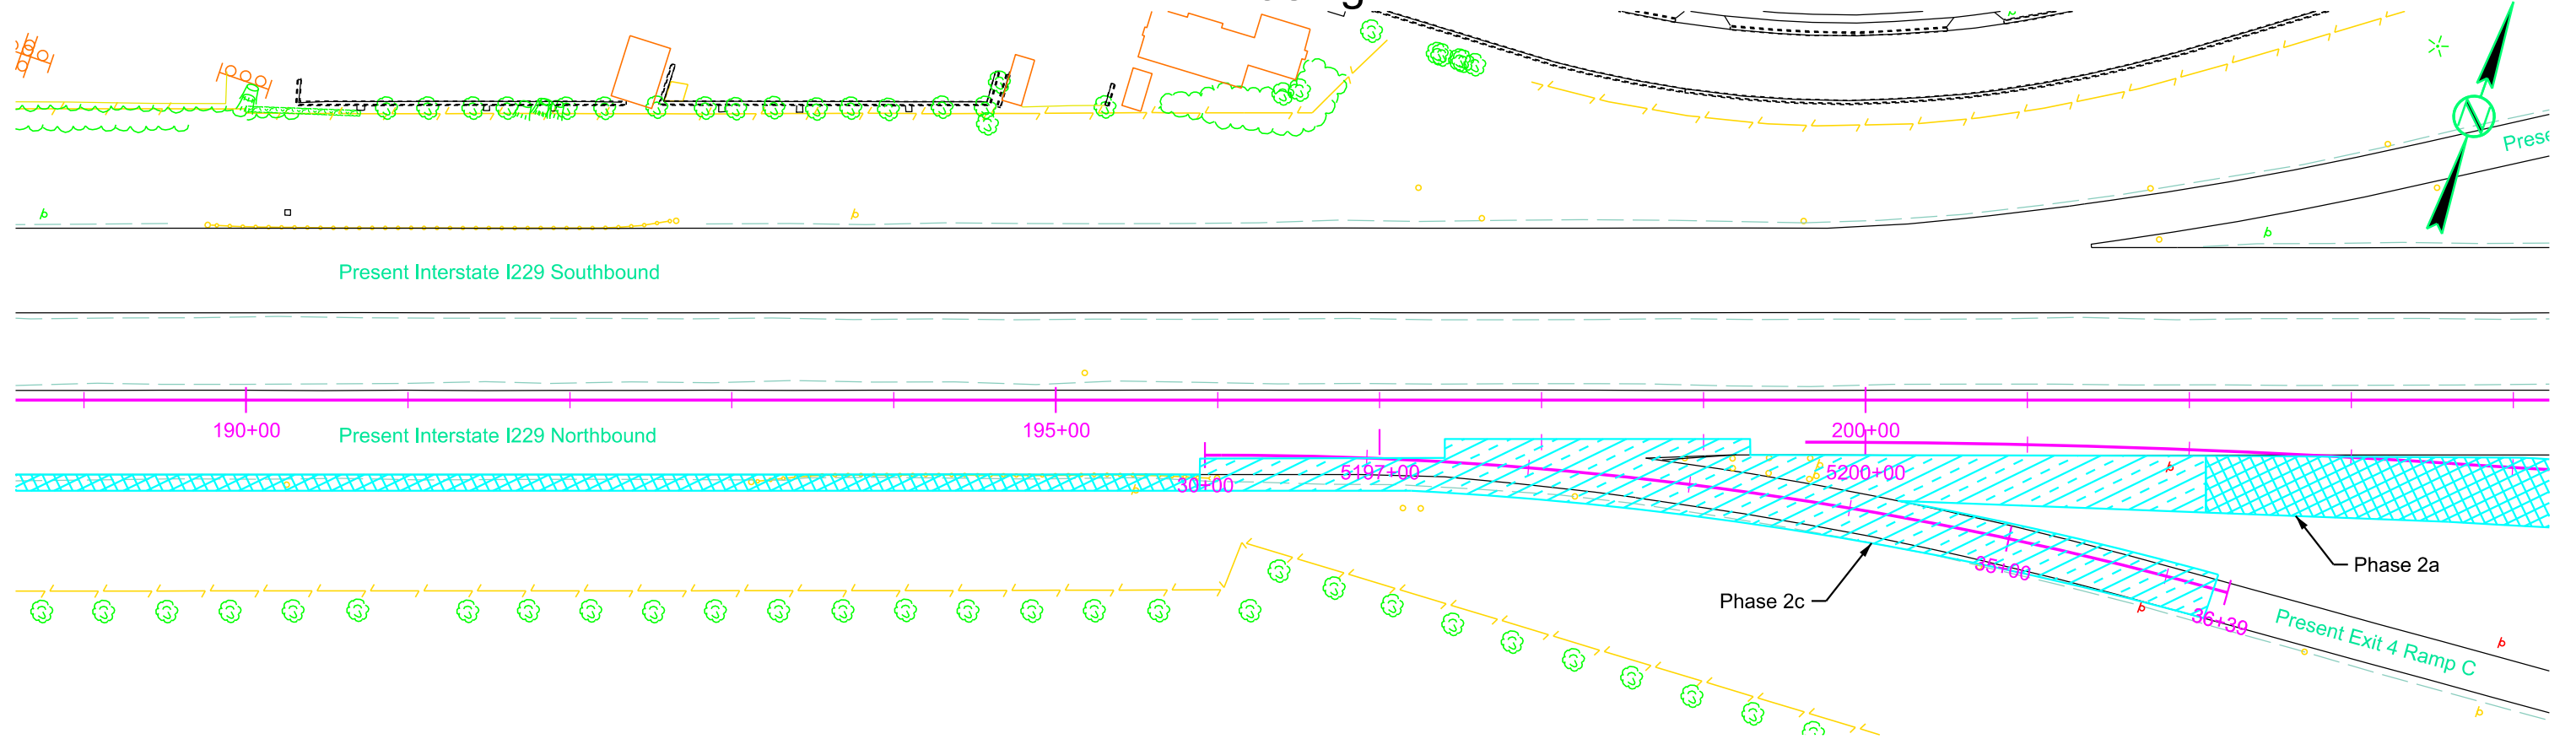 Prese
N
Present Interstate I229 Southbound
190+00
Present Interstate I229 Northbound
195+00
200+00
30+00
5197+00
5200+00
35+00
36+39
Phase 2a
Phase 2c
Present Exit 4 Ramp C